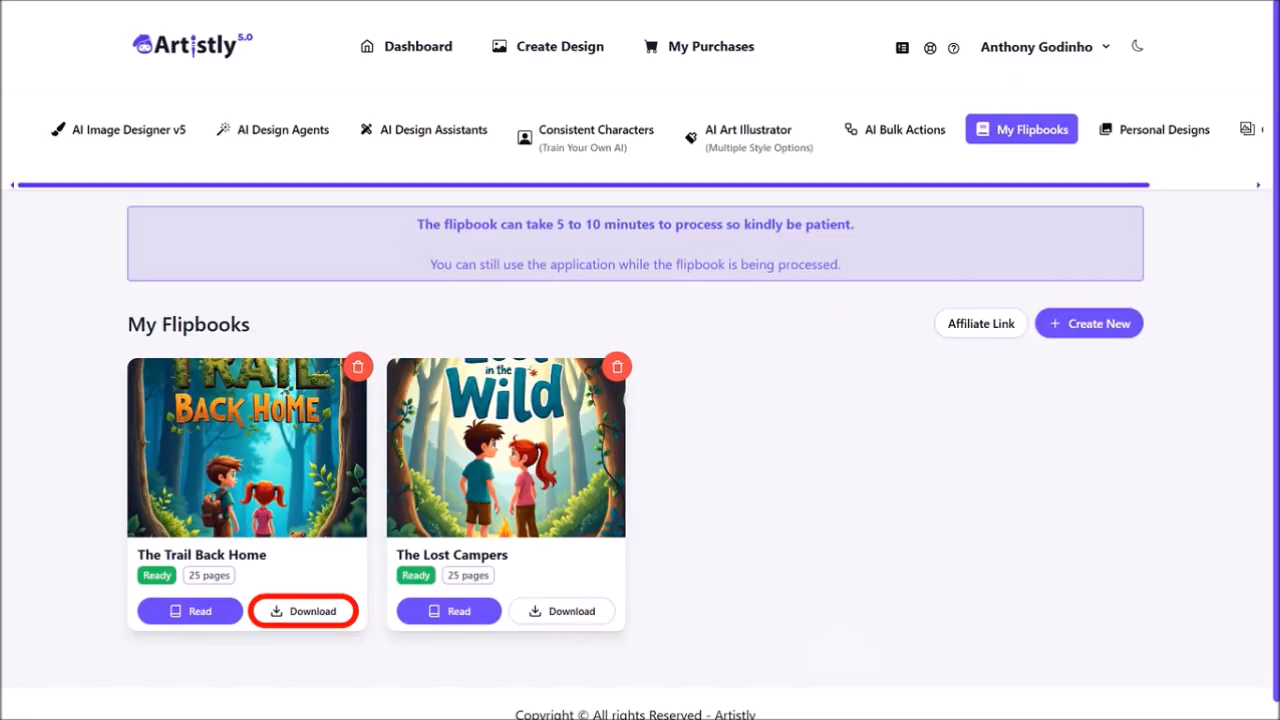 Artistly 5.0
Dashboard
Create Design
My Purchases
Anthony Godinho
AI Image Designer v5
AI Design Agents
AI Design Assistants
Consistent Characters
(Train Your Own AI)
AI Art Illustrator
(Multiple Style Options)
AI Bulk Actions
My Flipbooks
Personal Designs
The flipbook can take 5 to 10 minutes to process so kindly be patient.
You can still use the application while the flipbook is being processed.
My Flipbooks
Affiliate Link
+ Create New
TRAIL
BACK HOME
Lost
in the
Wild
The Trail Back Home
Ready
25 pages
Read
Download
The Lost Campers
Ready
25 pages
Read
Download
Copyright © All rights Reserved - Artistly